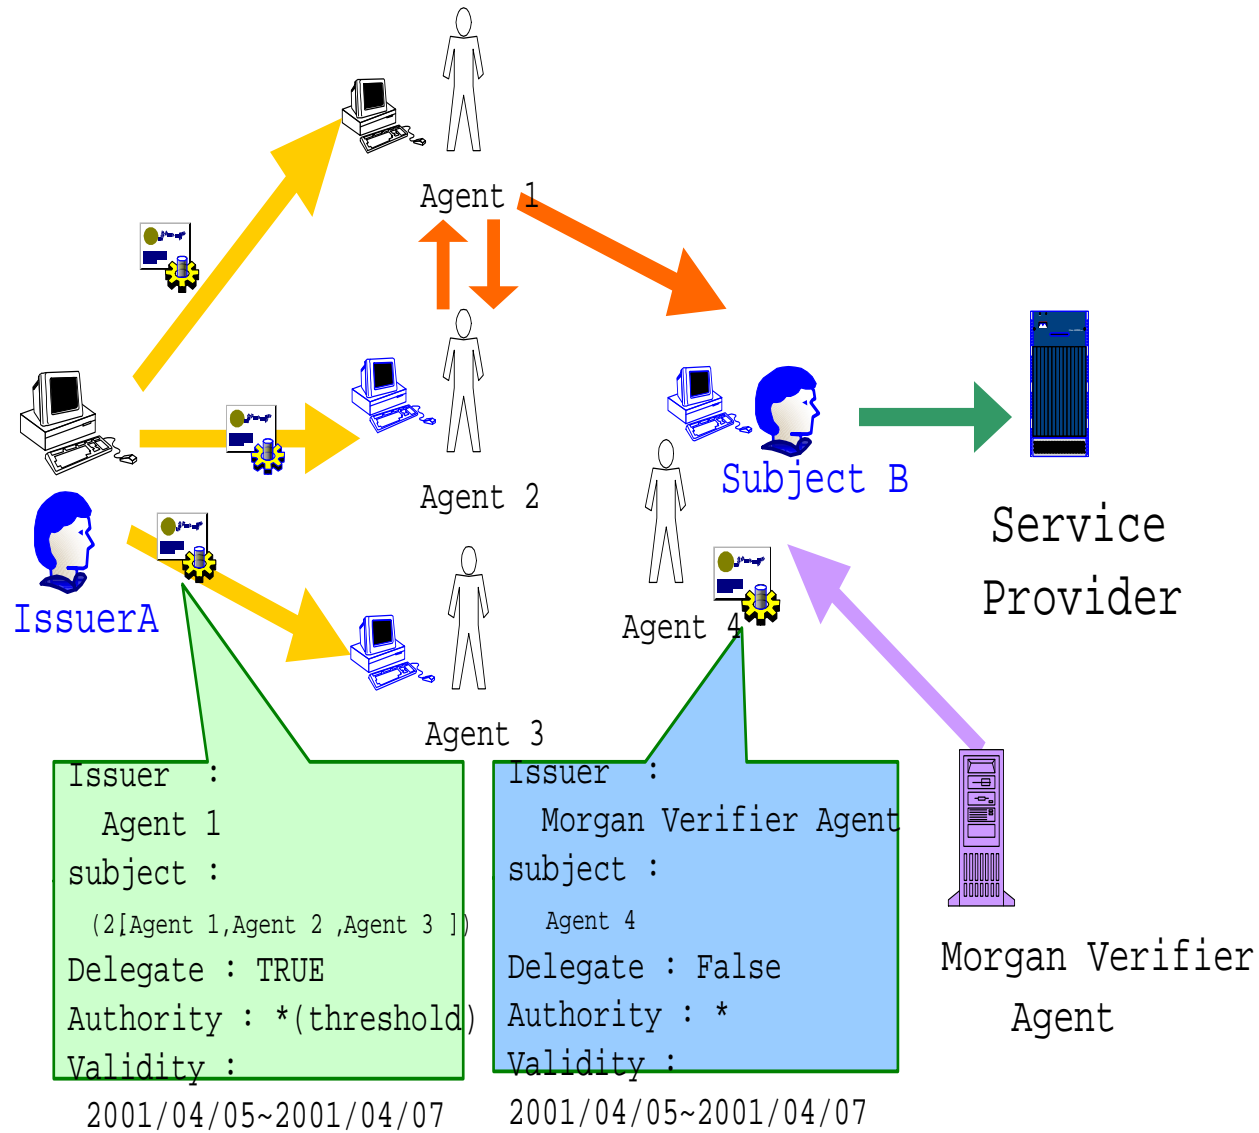 Agent 1
Agent 2
Subject B
Service
Provider
IssuerA
Agent 4
Agent 3
Issuer :
Agent 1
subject :
(2[Agent 1,Agent 2 ,Agent 3 ])
Delegate : TRUE
Authority : *(threshold)
Validity :
2001/04/05~2001/04/07
Issuer :
Morgan Verifier Agent
subject :
Agent 4
Delegate : False
Authority : *
Validity :
2001/04/05~2001/04/07
Morgan Verifier
Agent